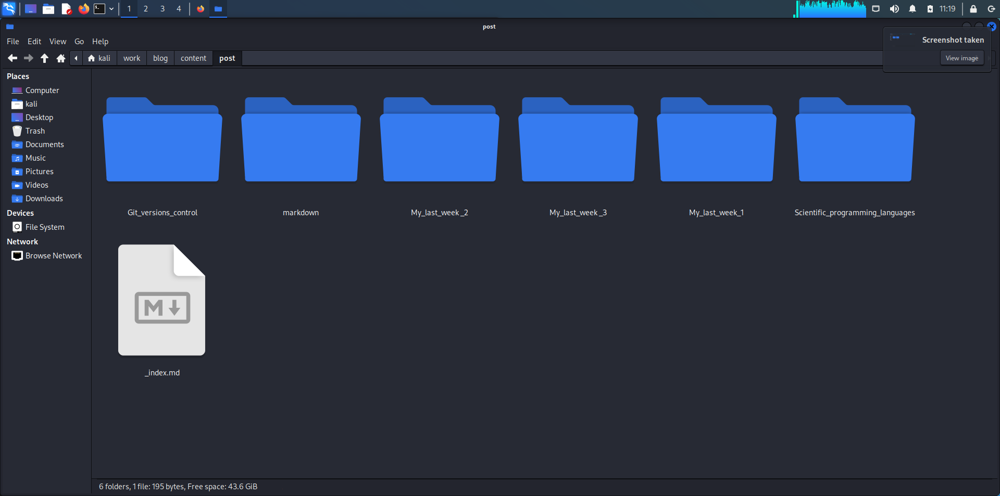 1 2 3 4 11:19
post
File Edit View Go Help
Screenshot taken
View image
kali work blog content post
Places
Computer
kali
Desktop
Trash
Documents
Music
Pictures
Videos
Downloads
Devices
File System
Network
Browse Network
Git_versions_control markdown My_last_week_2 My_last_week_3 My_last_week_1 Scientific_programming_languages
M
_index.md
6 folders, 1 file: 195 bytes, Free space: 43.6 GiB